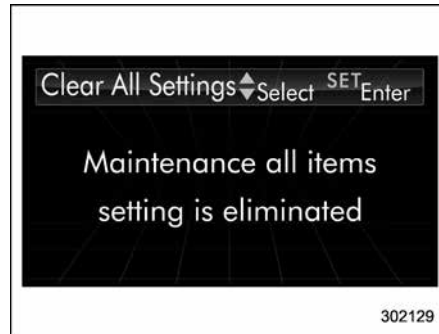 Clear All Settings Select SET Enter
Maintenance all items
setting is eliminated
302129